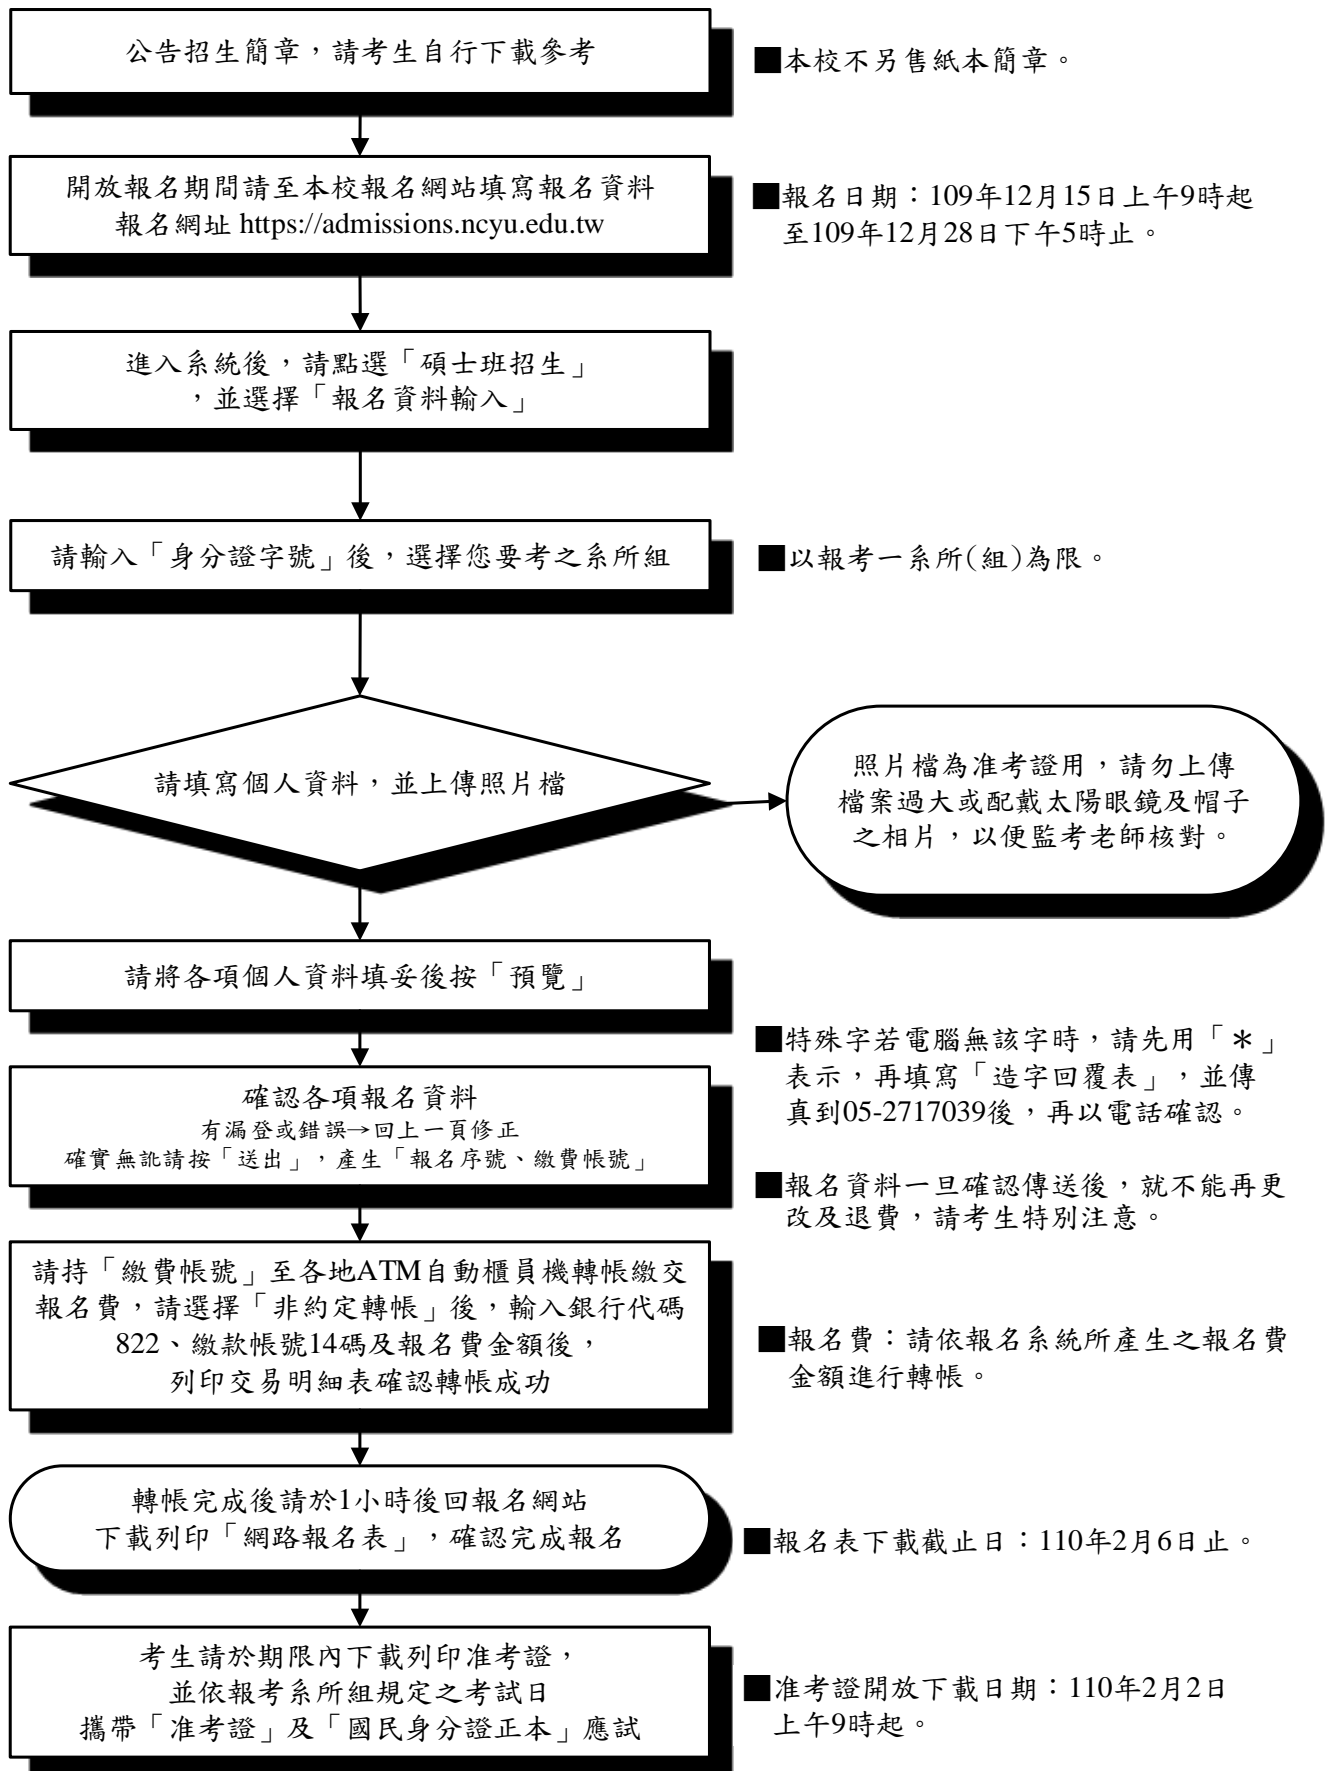 公告招生簡章，請考生自行下載參考
■本校不另售紙本簡章。
開放報名期間請至本校報名網站填寫報名資料
報名網址 https://admissions.ncyu.edu.tw
■報名日期：109年12月15日上午9時起
至109年12月28日下午5時止。
進入系統後，請點選「碩士班招生」
，並選擇「報名資料輸入」
請輸入「身分證字號」後，選擇您要考之系所組
■以報考一系所(組)為限。
請填寫個人資料，並上傳照片檔
照片檔為准考證用，請勿上傳
檔案過大或配戴太陽眼鏡及帽子
之相片，以便監考老師核對。
請將各項個人資料填妥後按「預覽」
■特殊字若電腦無該字時，請先用「＊」
表示，再填寫「造字回覆表」，並傳
真到05-2717039後，再以電話確認。
確認各項報名資料
有漏登或錯誤→回上一頁修正
確實無訛請按「送出」，產生「報名序號、繳費帳號」
■報名資料一旦確認傳送後，就不能再更
改及退費，請考生特別注意。
請持「繳費帳號」至各地ATM自動櫃員機轉帳繳交
報名費，請選擇「非約定轉帳」後，輸入銀行代碼
822、繳款帳號14碼及報名費金額後，
列印交易明細表確認轉帳成功
■報名費：請依報名系統所產生之報名費
金額進行轉帳。
轉帳完成後請於1小時後回報名網站
下載列印「網路報名表」，確認完成報名
■報名表下載截止日：110年2月6日止。
考生請於期限內下載列印准考證，
並依報考系所組規定之考試日
攜帶「准考證」及「國民身分證正本」應試
■准考證開放下載日期：110年2月2日
上午9時起。